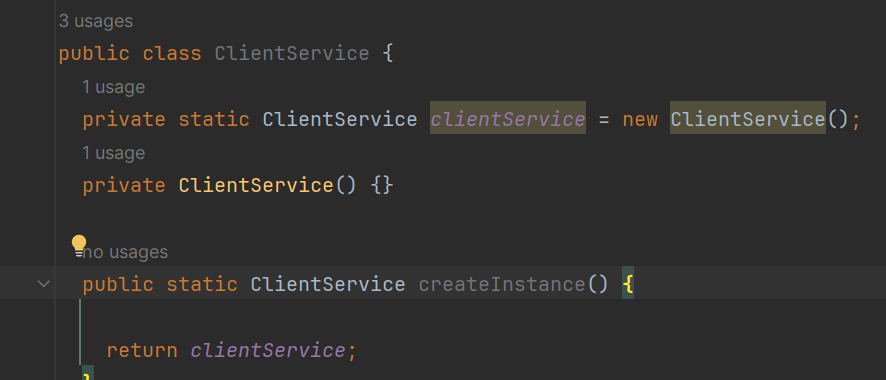 3 usages
public class ClientService {
1 usage
private static ClientService clientService = new ClientService();
1 usage
private ClientService() {}
no usages
public static ClientService createInstance() {
return clientService;
}